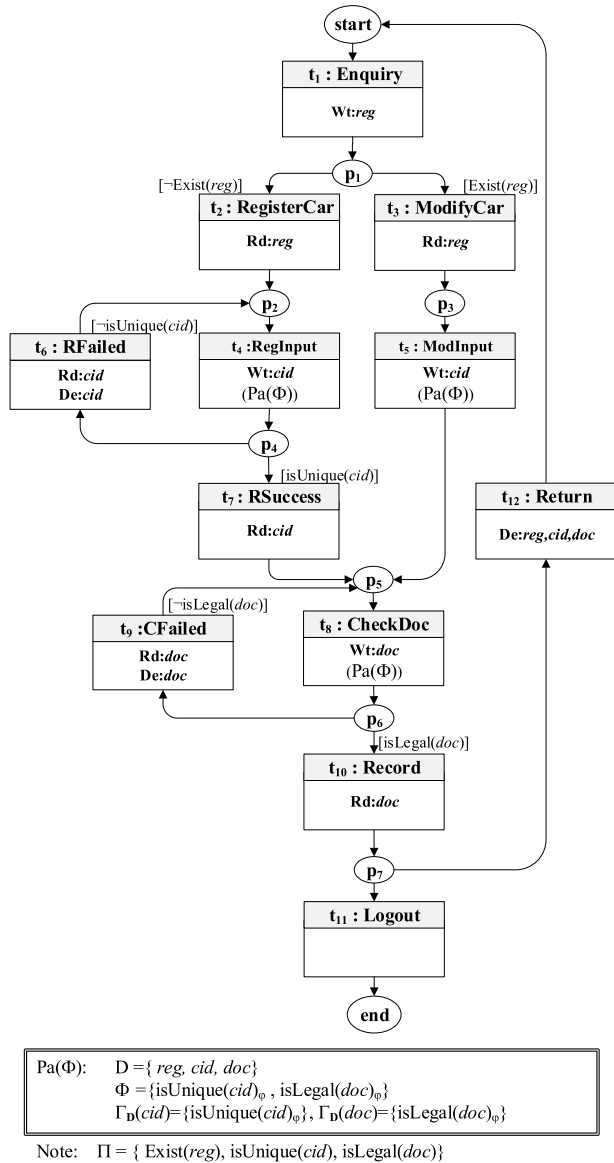 start
t₁ : Enquiry
Wt:reg
p₁
[¬Exist(reg)]
[Exist(reg)]
t₂ : RegisterCar
t₃ : ModifyCar
Rd:reg
Rd:reg
p₂
p₃
[¬isUnique(cid)]
t₆ : RFailed
t₄ :RegInput
t₅ : ModInput
Rd:cid
De:cid
Wt:cid
(Pa(Φ))
Wt:cid
(Pa(Φ))
p₄
[isUnique(cid)]
t₇ : RSuccess
t₁₂ : Return
Rd:cid
De:reg,cid,doc
p₅
[¬isLegal(doc)]
t₉ :CFailed
t₈ : CheckDoc
Rd:doc
De:doc
Wt:doc
(Pa(Φ))
p₆
[isLegal(doc)]
t₁₀ : Record
Rd:doc
p₇
t₁₁ : Logout
end
Pa(Φ): D ={ reg, cid, doc}
Φ ={isUnique(cid)ᵩ , isLegal(doc)ᵩ}
Γ_D(cid)={isUnique(cid)ᵩ}, Γ_D(doc)={isLegal(doc)ᵩ}
Note: Π = { Exist(reg), isUnique(cid), isLegal(doc)}